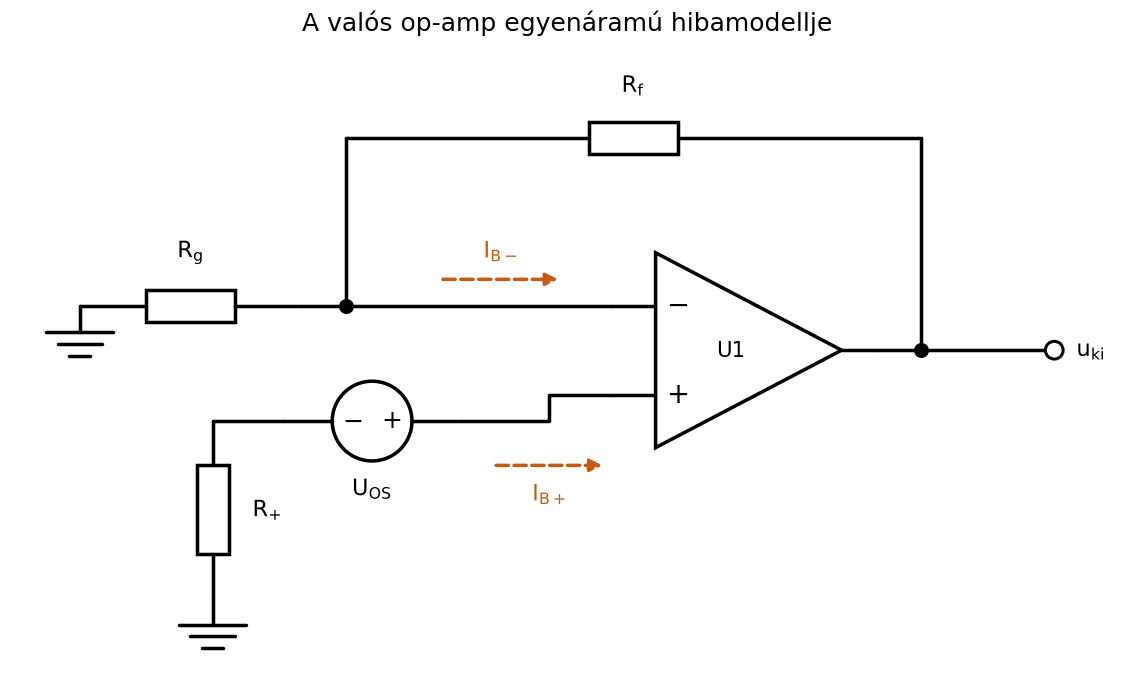 A valós op-amp egyenáramú hibamodellje
R_f
R_g
I_B−
−
U1
u_ki
+
− +
U_OS
I_B+
R_+